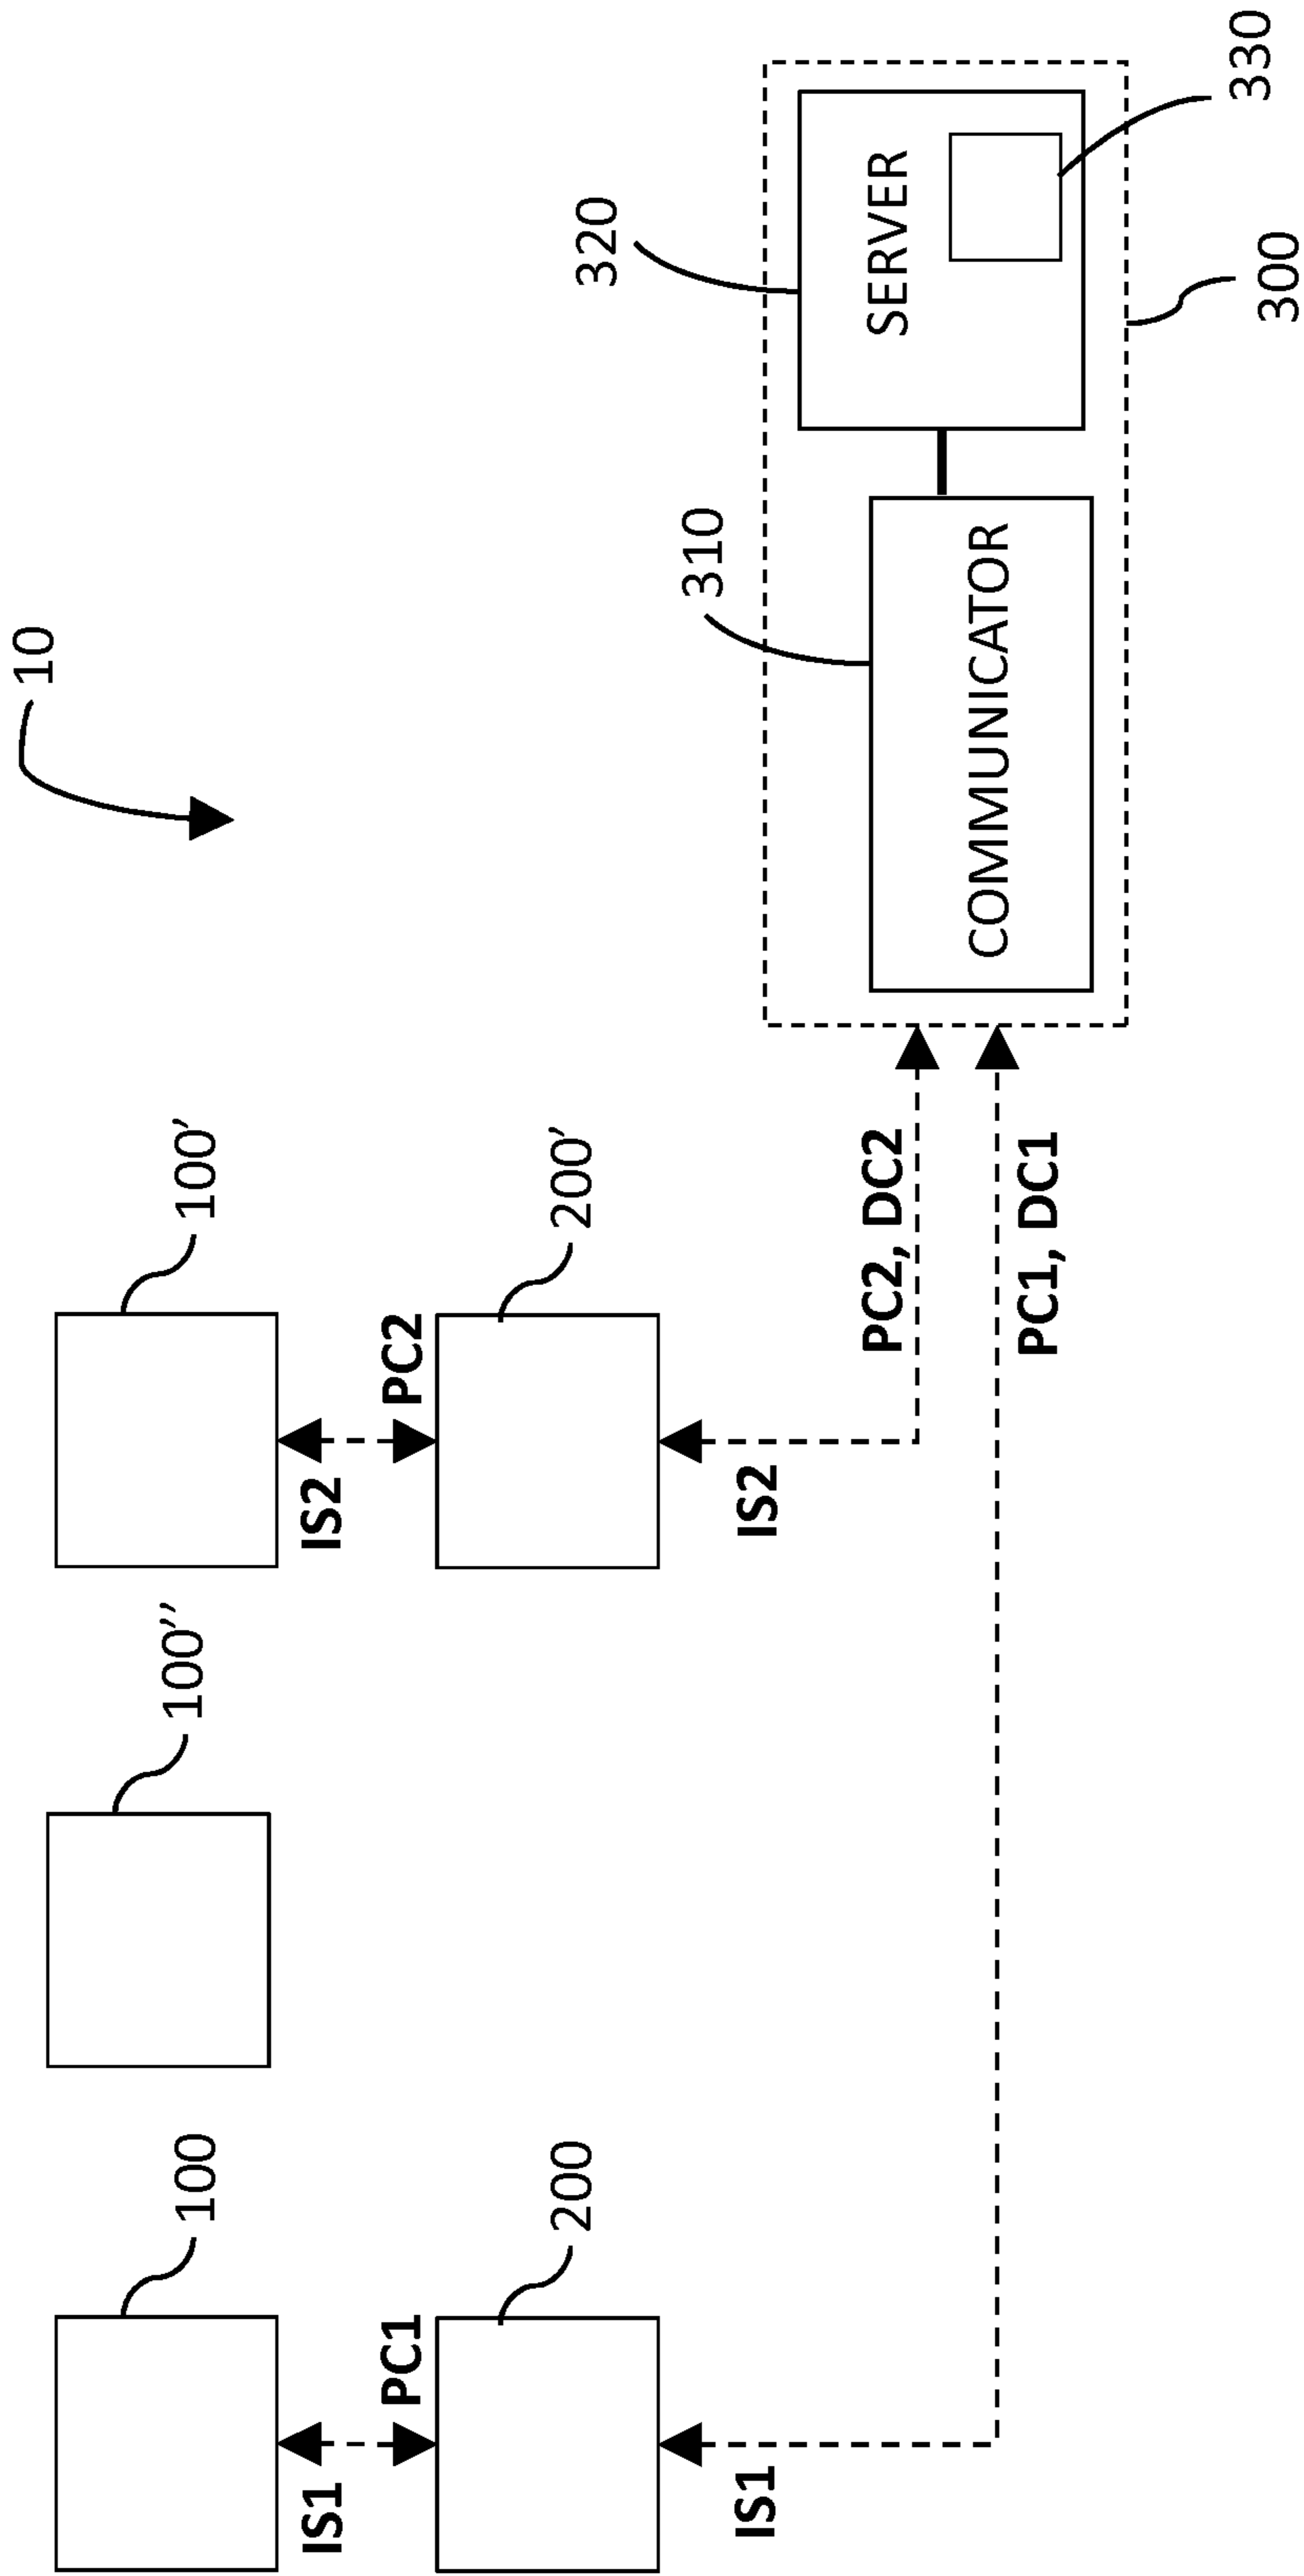 10
100
100′′
100′
IS1
PC1
IS2
PC2
200
200′
IS1
IS2
PC2, DC2
PC1, DC1
310
320
COMMUNICATOR
SERVER
330
300